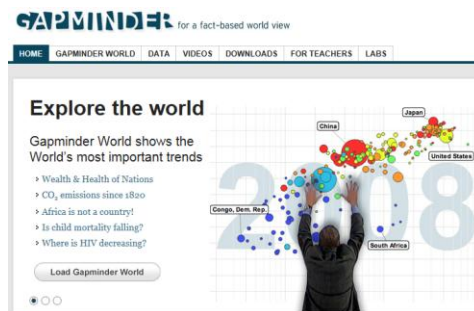 GAPMINDER for a fact-based world view
HOME GAPMINDER WORLD DATA VIDEOS DOWNLOADS FOR TEACHERS LABS
Explore the world
Gapminder World shows the
World's most important trends
› Wealth & Health of Nations
› CO₂ emissions since 1820
› Africa is not a country!
› Is child mortality falling?
› Where is HIV decreasing?
Load Gapminder World
2008
Japan
China
United States
Congo, Dem. Rep.
South Africa